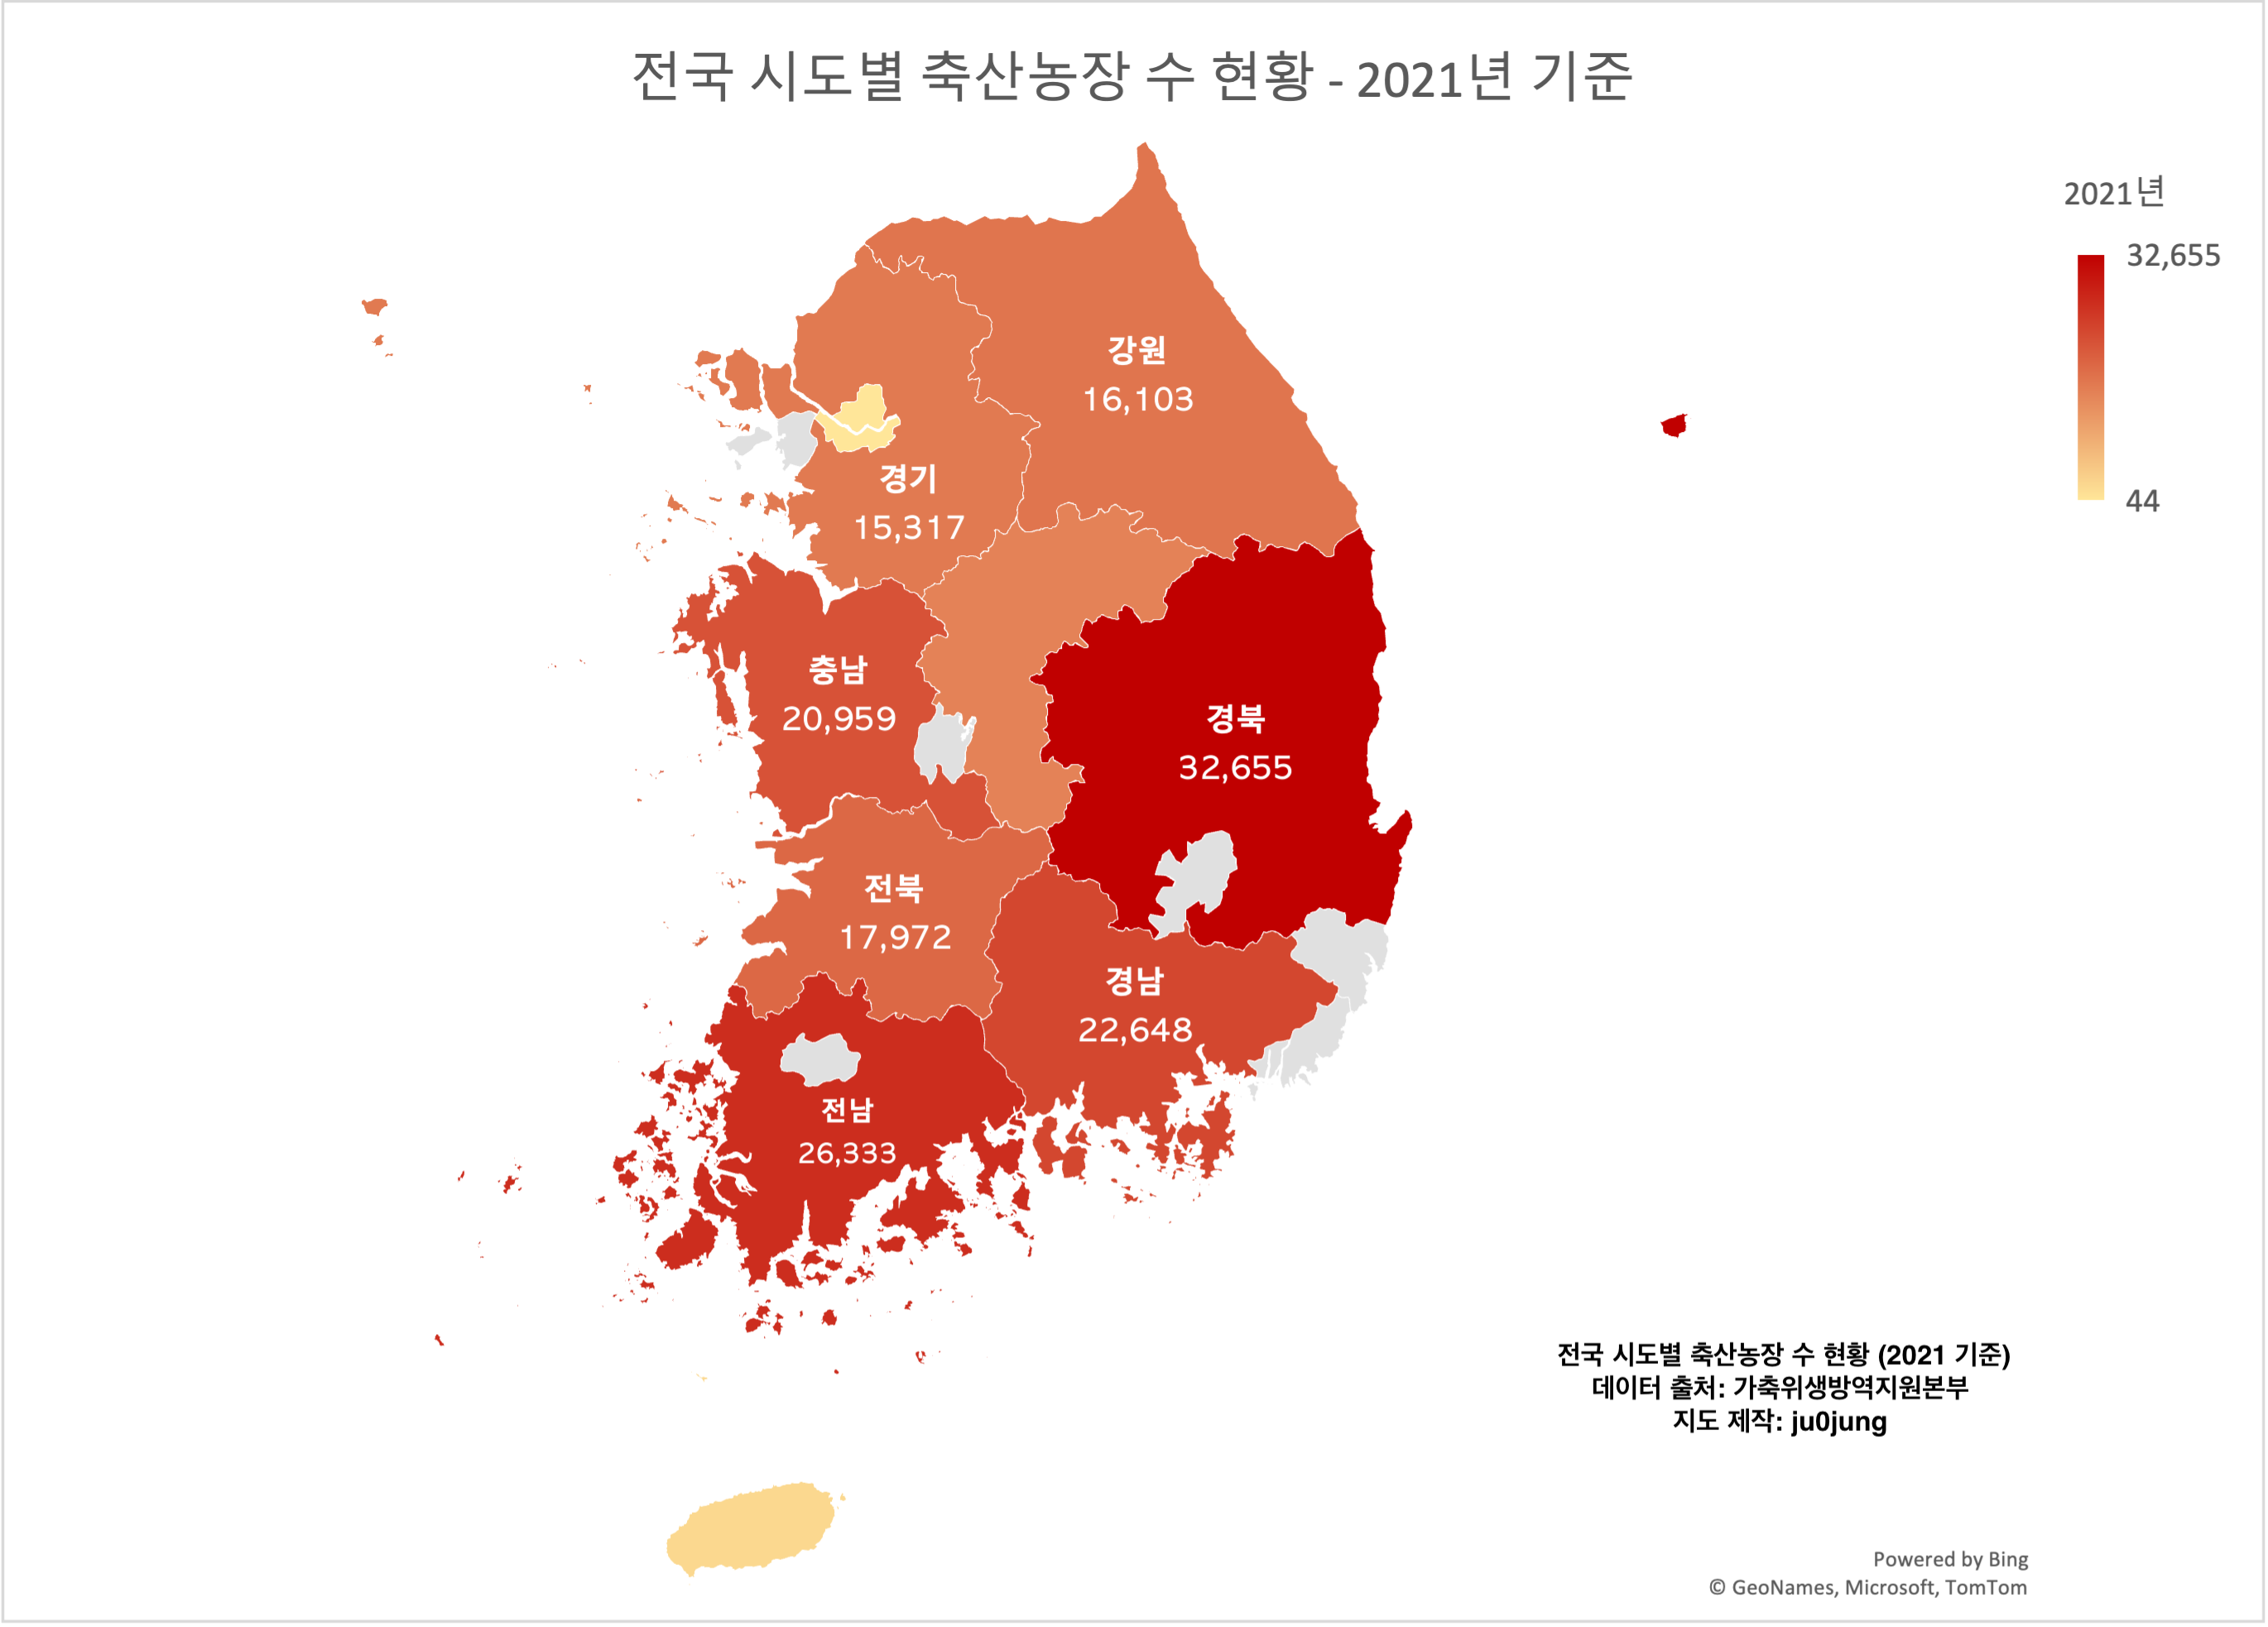 전국 시도별 축산농장 수 현황 - 2021년 기준
2021년
32,655
44
강원
16,103
경기
15,317
충남
20,959
경북
32,655
전북
17,972
경남
22,648
전남
26,333
전국 시도별 축산농장 수 현황 (2021 기준)
데이터 출처: 가축위생방역지원본부
지도 제작: ju0jung
Powered by Bing
© GeoNames, Microsoft, TomTom